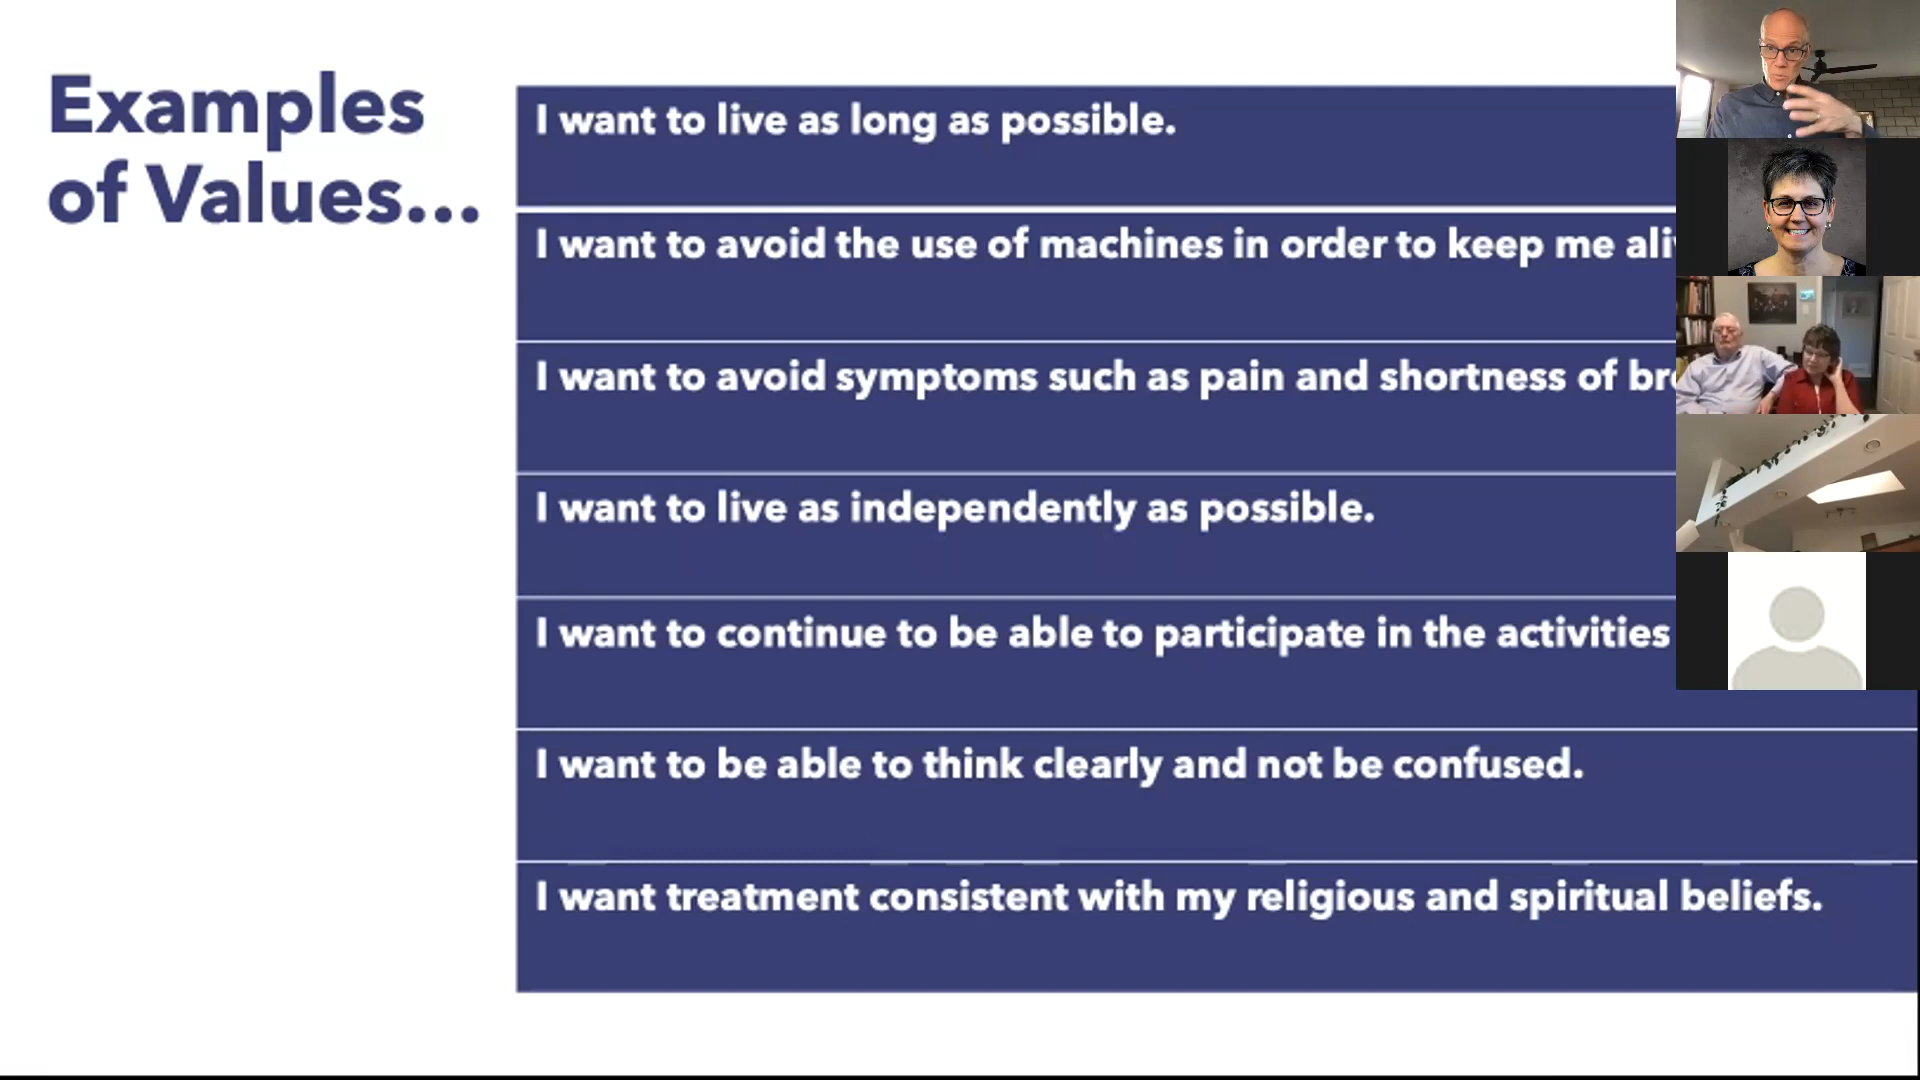 Examples
of Values...
I want to live as long as possible.
I want to avoid the use of machines in order to keep me
I want to avoid symptoms such as pain and shortness of
I want to live as independently as possible.
I want to continue to be able to participate in the activities
I want to be able to think clearly and not be confused.
I want treatment consistent with my religious and spiritual beliefs.